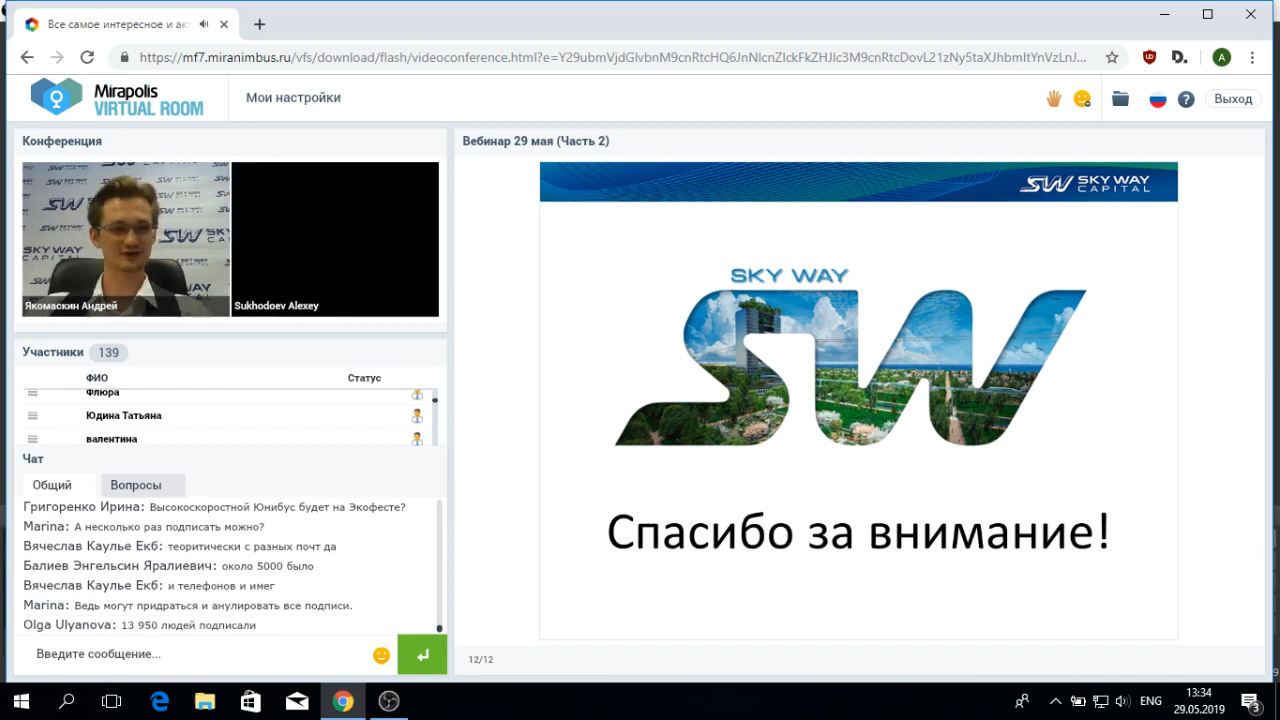 Все самое интересное и ак
https://mf7.miranimbus.ru/vfs/download/flash/videoconference.html?e=Y29ubmVjdGlvbnM9cnRtcHQ6JnNlcnZlckFkZHJlc3M9cnRtcDovL21zNy5taXJhbmltYnVzLnJ...
Mirapolis
VIRTUAL ROOM
Мои настройки
Выход
Конференция
Вебинар 29 мая (Часть 2)
SKY WAY
CAPITAL
Якомаскин Андрей
Sukhodoev Alexey
SKY WAY
SW
Участники 139
ФИО Статус
Флюра
Юдина Татьяна
валентина
Чат
Общий Вопросы
Григоренко Ирина: Высокоскоростной Юнибус будет на Экофесте?
Marina: А несколько раз подписать можно?
Вячеслав Каулье Екб: теоритически с разных почт да
Балиев Энгельсин Яралиевич: около 5000 было
Вячеслав Каулье Екб: и телефонов и имег
Marina: Ведь могут придраться и анулировать все подписи.
Olga Ulyanova: 13 950 людей подписали
Введите сообщение...
Спасибо за внимание!
12/12
ENG
13:34
29.05.2019
3